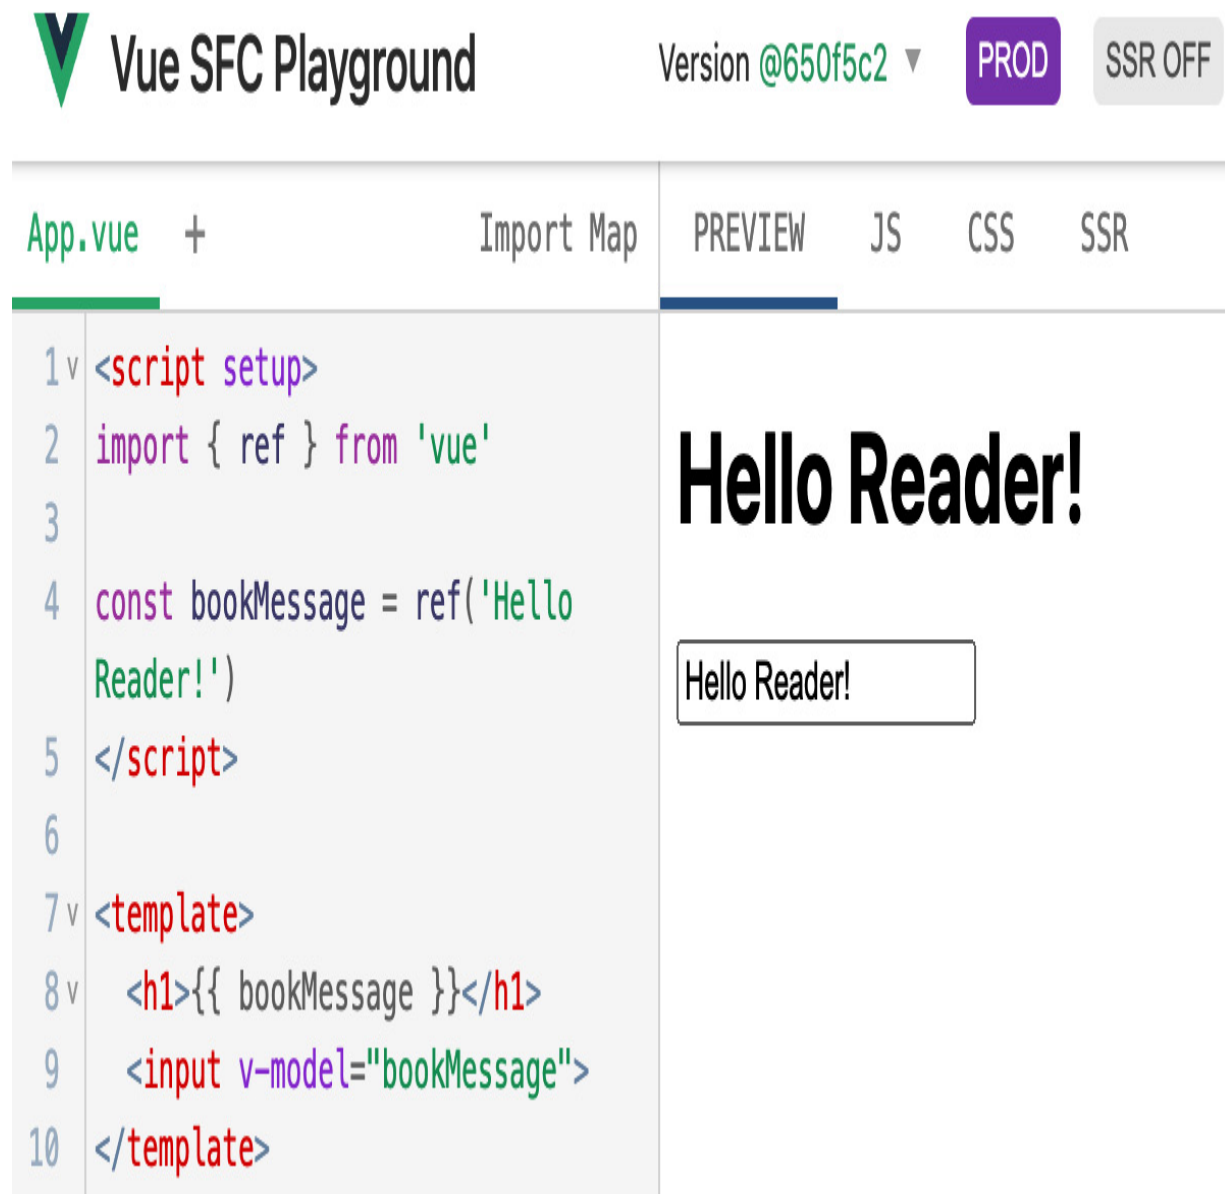 Vue SFC Playground
Version @650f5c2 ▼ PROD SSR OFF
App.vue + Import Map
PREVIEW JS CSS SSR
1 <script setup>
2 import { ref } from 'vue'
3
4 const bookMessage = ref('Hello
Reader!')
5 </script>
6
7 <template>
8 <h1>{{ bookMessage }}</h1>
9 <input v-model="bookMessage">
10 </template>
Hello Reader!
Hello Reader!